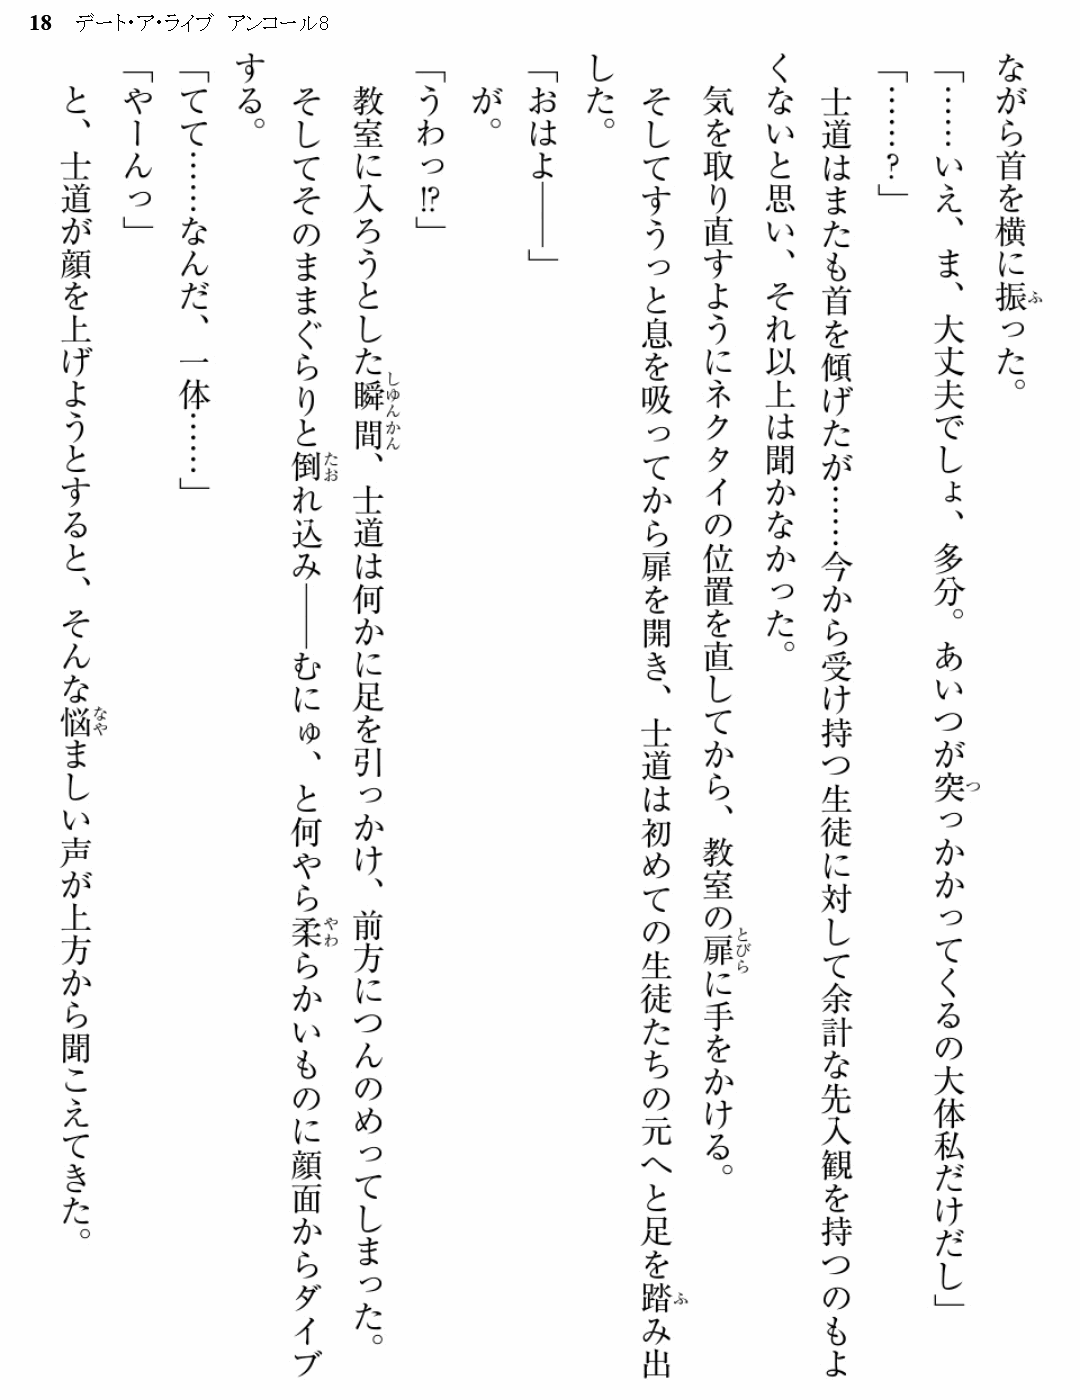 18 デート・ア・ライブ アンコール8
ながら首を横に振った。
「……いえ、ま、大丈夫でしょ、多分。あいつが突っかかってくるの大体私だけだし」
「……？」
士道はまたも首を傾げたが……今から受け持つ生徒に対して余計な先入観を持つのもよ
くないと思い、それ以上は聞かなかった。
気を取り直すようにネクタイの位置を直してから、教室の扉に手をかける。
そしてすうっと息を吸ってから扉を開き、士道は初めての生徒たちの元へと足を踏み出
した。
「おはよ――」
が。
「うわっ!?」
教室に入ろうとした瞬間、士道は何かに足を引っかけ、前方につんのめってしまった。
そしてそのままぐらりと倒れ込み――むにゅ、と何やら柔らかいものに顔面からダイブ
する。
「てて……なんだ、一体……」
「やーんっ」
と、士道が顔を上げようとすると、そんな悩ましい声が上方から聞こえてきた。